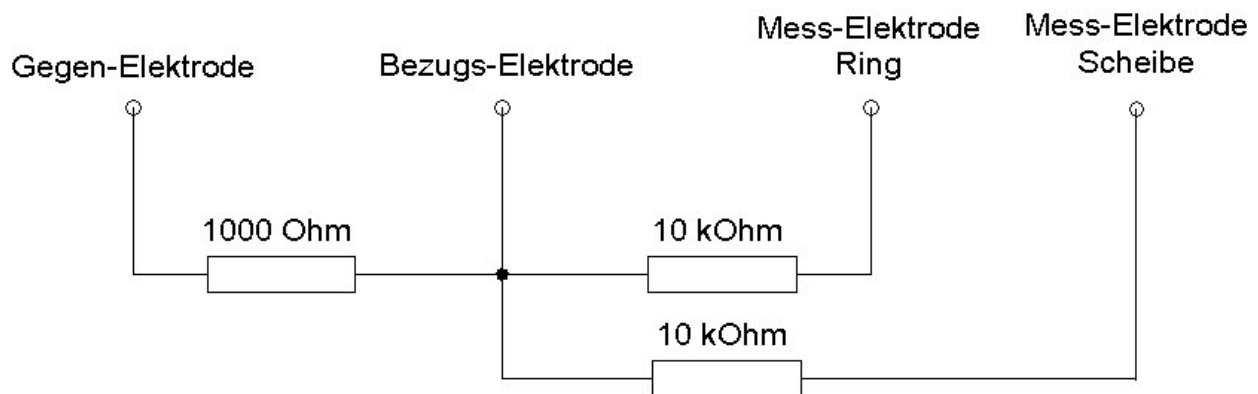 Gegen-Elektrode
Bezugs-Elektrode
Mess-Elektrode
Ring
Mess-Elektrode
Scheibe
1000 Ohm
10 kOhm
10 kOhm